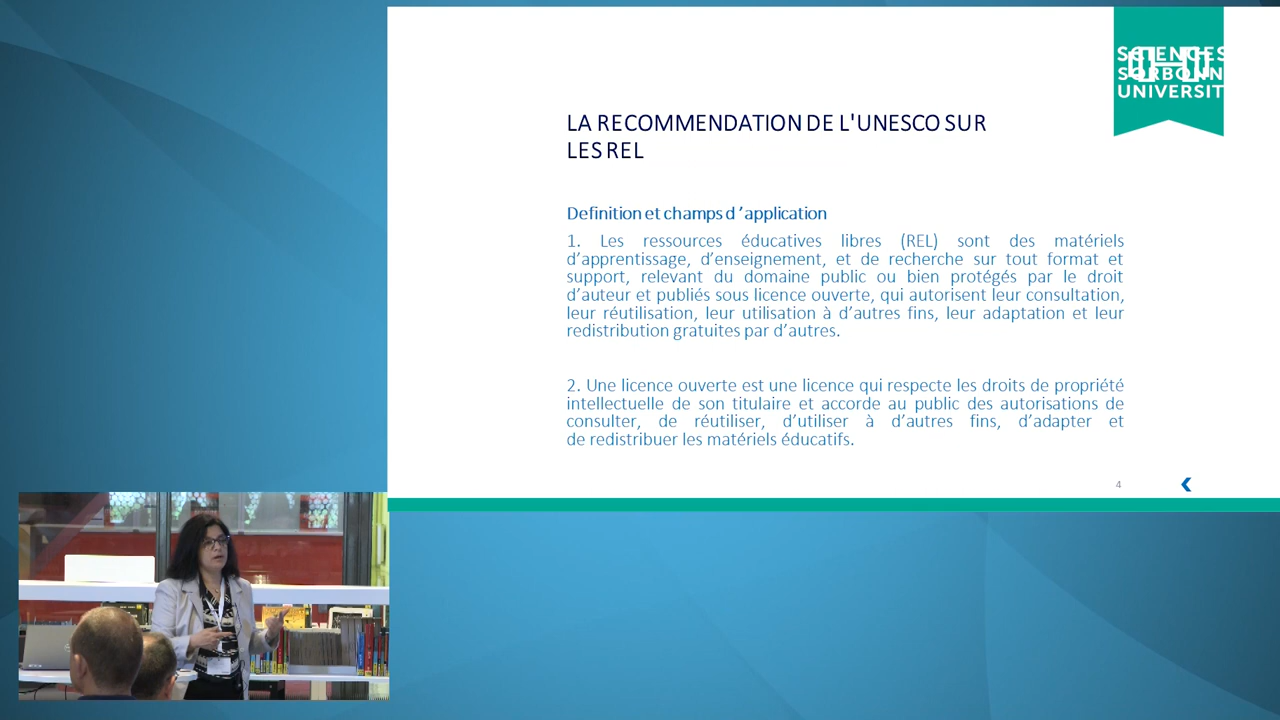 SCIENCES
SORBONN
UNIVERSIT
LA RECOMMENDATION DE L'UNESCO SUR
LES REL
Definition et champs d ’application
1. Les ressources éducatives libres (REL) sont des matériels
d’apprentissage, d’enseignement, et de recherche sur tout format et
support, relevant du domaine public ou bien protégés par le droit
d’auteur et publiés sous licence ouverte, qui autorisent leur consultation,
leur réutilisation, leur utilisation à d’autres fins, leur adaptation et leur
redistribution gratuites par d’autres.
2. Une licence ouverte est une licence qui respecte les droits de propriété
intellectuelle de son titulaire et accorde au public des autorisations de
consulter, de réutiliser, d’utiliser à d’autres fins, d’adapter et
de redistribuer les matériels éducatifs.
4